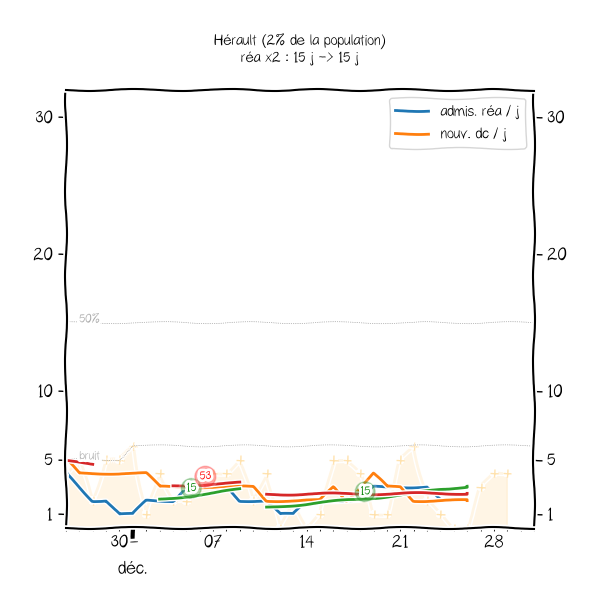 Hérault (2% de la population)
réa x2 : 15 j -> 15 j
admis. réa / j
nouv. dc / j
30 30
20 20
50%
10 10
5 bruit 5
53
15 15
1 1
30 07 14 21 28
déc.